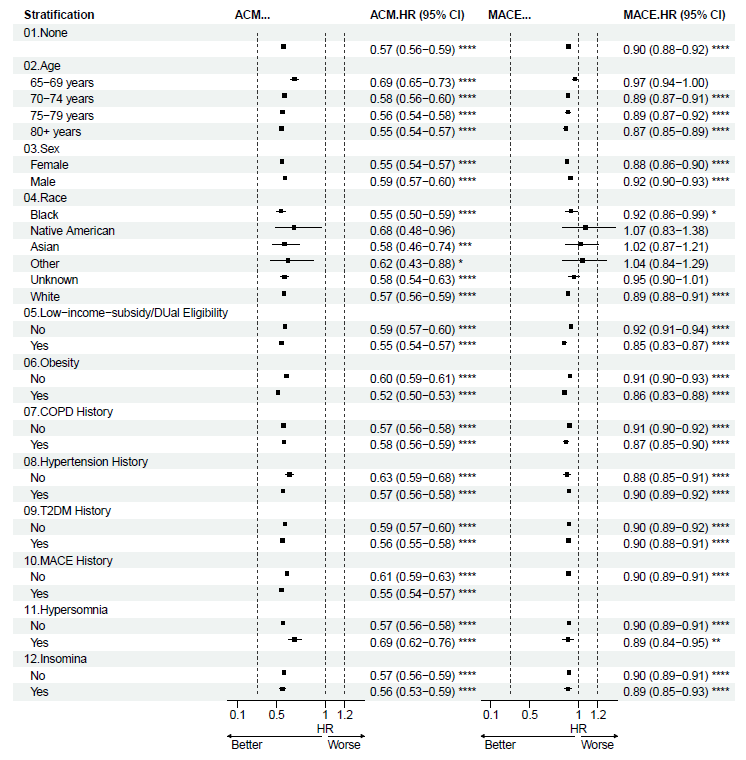 Stratification ACM... ACM.HR (95% CI) MACE... MACE.HR (95% CI)
01.None
0.57 (0.56−0.59) **** 0.90 (0.88−0.92) ****
02.Age
65−69 years 0.69 (0.65−0.73) **** 0.97 (0.94−1.00)
70−74 years 0.58 (0.56−0.60) **** 0.89 (0.87−0.91) ****
75−79 years 0.56 (0.54−0.58) **** 0.89 (0.87−0.92) ****
80+ years 0.55 (0.54−0.57) **** 0.87 (0.85−0.89) ****
03.Sex
Female 0.55 (0.54−0.57) **** 0.88 (0.86−0.90) ****
Male 0.59 (0.57−0.60) **** 0.92 (0.90−0.93) ****
04.Race
Black 0.55 (0.50−0.59) **** 0.92 (0.86−0.99) *
Native American 0.68 (0.48−0.96) 1.07 (0.83−1.38)
Asian 0.58 (0.46−0.74) *** 1.02 (0.87−1.21)
Other 0.62 (0.43−0.88) * 1.04 (0.84−1.29)
Unknown 0.58 (0.54−0.63) **** 0.95 (0.90−1.01)
White 0.57 (0.56−0.59) **** 0.89 (0.88−0.91) ****
05.Low−income−subsidy/DUal Eligibility
No 0.59 (0.57−0.60) **** 0.92 (0.91−0.94) ****
Yes 0.55 (0.54−0.57) **** 0.85 (0.83−0.87) ****
06.Obesity
No 0.60 (0.59−0.61) **** 0.91 (0.90−0.93) ****
Yes 0.52 (0.50−0.53) **** 0.86 (0.83−0.88) ****
07.COPD History
No 0.57 (0.56−0.58) **** 0.91 (0.90−0.92) ****
Yes 0.58 (0.56−0.59) **** 0.87 (0.85−0.90) ****
08.Hypertension History
No 0.63 (0.59−0.68) **** 0.88 (0.85−0.91) ****
Yes 0.57 (0.56−0.58) **** 0.90 (0.89−0.92) ****
09.T2DM History
No 0.59 (0.57−0.60) **** 0.90 (0.89−0.92) ****
Yes 0.56 (0.55−0.58) **** 0.90 (0.88−0.91) ****
10.MACE History
No 0.61 (0.59−0.63) **** 0.90 (0.89−0.91) ****
Yes 0.55 (0.54−0.57) ****
11.Hypersomnia
No 0.57 (0.56−0.58) **** 0.90 (0.89−0.91) ****
Yes 0.69 (0.62−0.76) **** 0.89 (0.84−0.95) **
12.Insomina
No 0.57 (0.56−0.59) **** 0.90 (0.89−0.91) ****
Yes 0.56 (0.53−0.59) **** 0.89 (0.85−0.93) ****
0.1 0.5 1 1.2 0.1 0.5 1 1.2
HR HR
Better Worse Better Worse